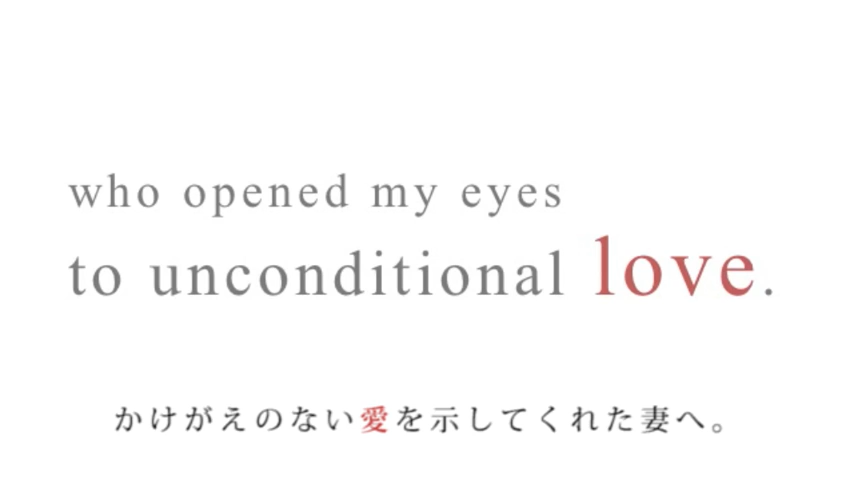 who opened my eyes
to unconditional love.
かけがえのない愛を示してくれた妻へ。